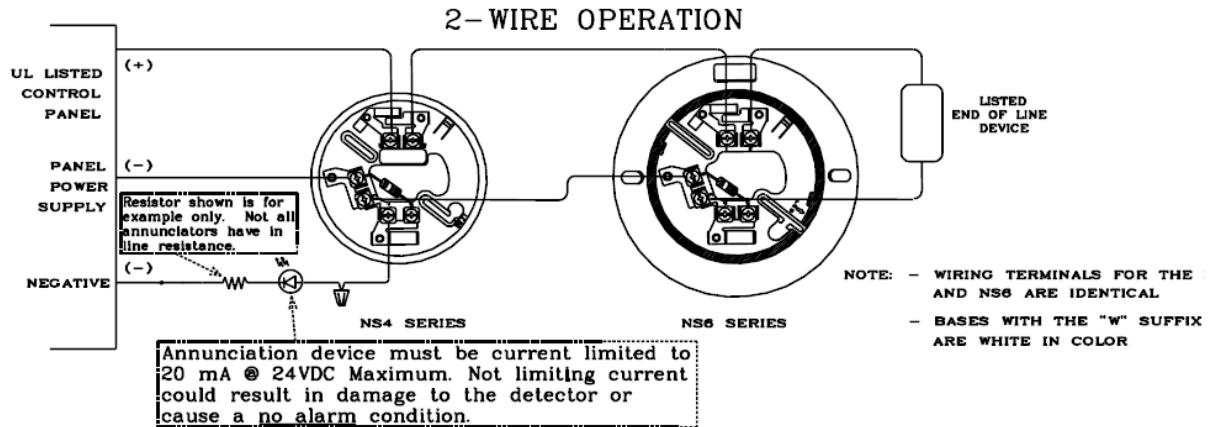 2-WIRE OPERATION
UL LISTED
CONTROL
PANEL
(+)
PANEL
POWER
SUPPLY
(-)
Resistor shown is for
example only. Not all
annunciators have in
line resistance.
NEGATIVE
(-)
LISTED
END OF LINE
DEVICE
NS4 SERIES
NS6 SERIES
NOTE: - WIRING TERMINALS FOR THE
AND NS6 ARE IDENTICAL
- BASES WITH THE "W" SUFFIX
ARE WHITE IN COLOR
Annunciation device must be current limited to
20 mA @ 24VDC Maximum. Not limiting current
could result in damage to the detector or
cause a no alarm condition.